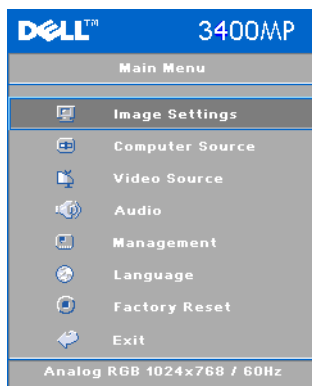 DELL™ 3400MP
Main Menu
Image Settings
Computer Source
Video Source
Audio
Management
Language
Factory Reset
Exit
Analog RGB 1024x768 / 60Hz